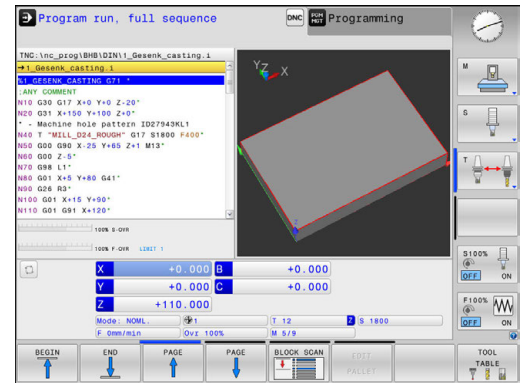 Program run, full sequence
DNC
PGM MGT
Programming
TNC:\nc_prog\BHB\DIN\1_Gesenk_casting.i
→1_Gesenk_casting.i
%1_GESENK_CASTING G71 *
;ANY COMMENT
N10 G30 G17 X+0 Y+0 Z-20*
N20 G31 X+150 Y+100 Z+0*
* - Machine hole pattern ID27943KL1
N40 T "MILL_D24_ROUGH" G17 S1800 F400*
N50 G00 G90 X-25 Y+65 Z+1 M13*
N60 G00 Z-5*
N70 G98 L1*
N80 G01 X+5 Y+80 G41*
N90 G26 R3*
N100 G01 X+15 Y+90*
N110 G01 G91 X+120*
Y Z X
Z
100% S-OVR
100% F-OVR LIMIT 1
X +0.000 B +0.000
Y +0.000 C +0.000
Z +110.000
Mode: NOML. 1 T 12 Z S 1800
F 0mm/min Ovr 100% M 5/9
M
S
T
S100%
OFF ON
F100%
OFF ON
BEGIN
END
PAGE
PAGE
BLOCK SCAN
EDIT
PALLET
TOOL
TABLE